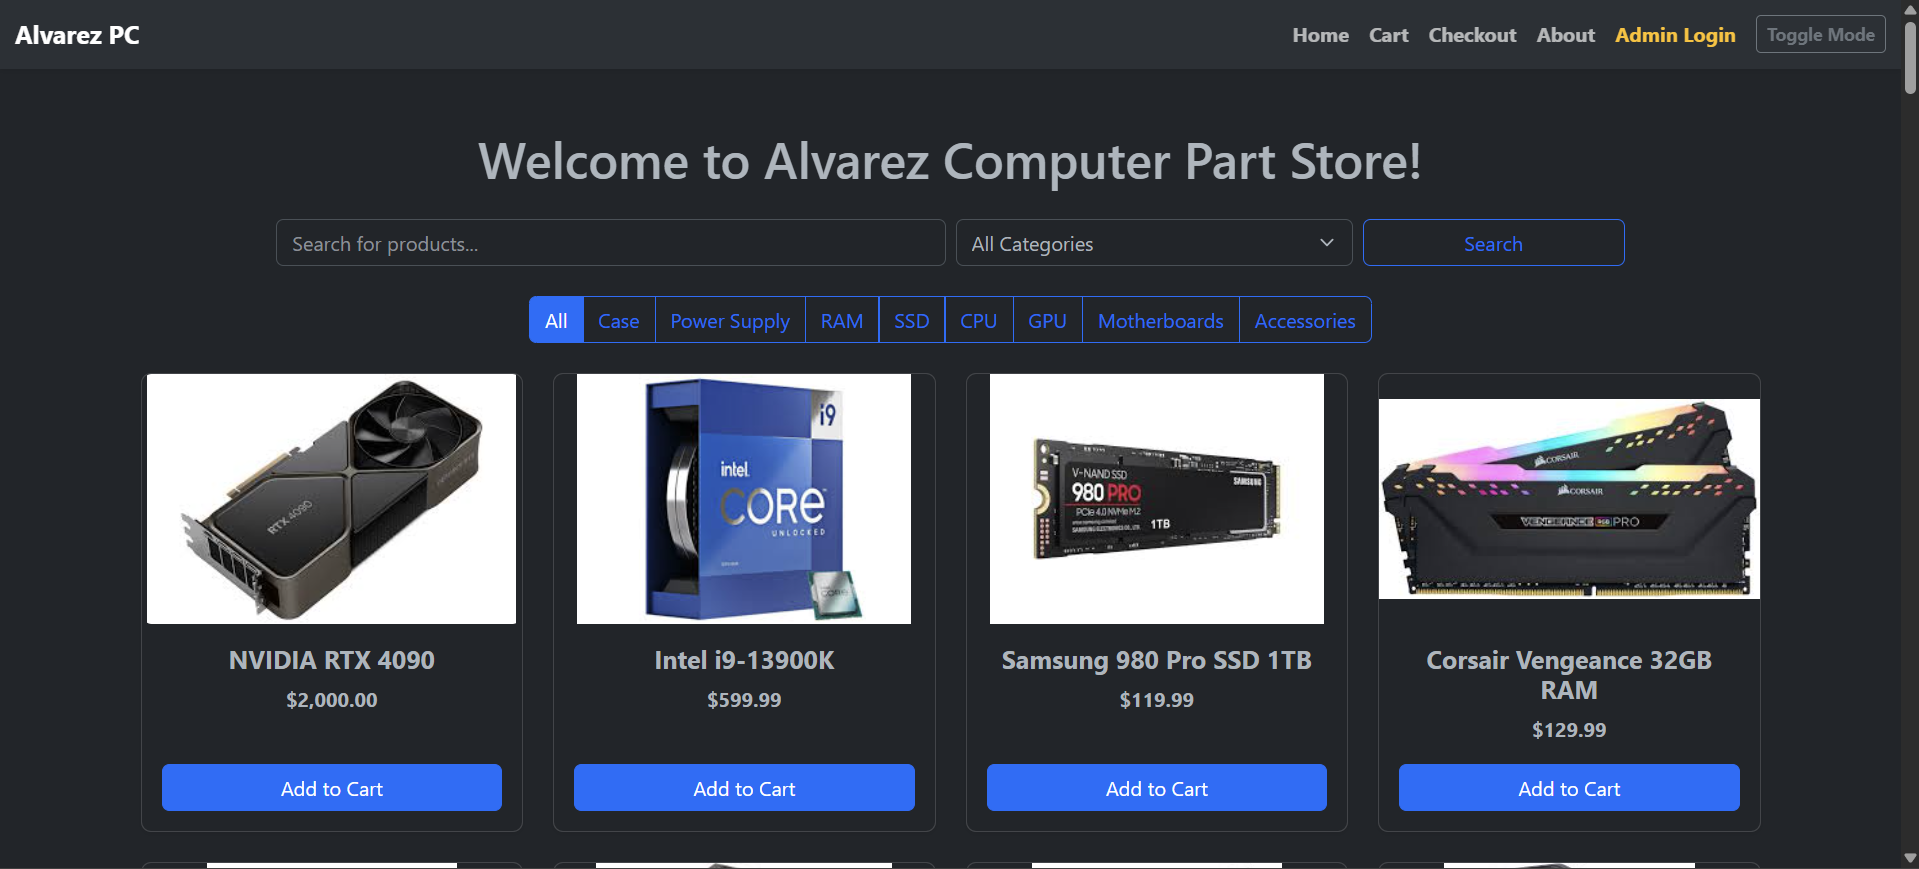 Alvarez PC
Home Cart Checkout About Admin Login Toggle Mode
Welcome to Alvarez Computer Part Store!
Search for products... All Categories Search
All Case Power Supply RAM SSD CPU GPU Motherboards Accessories
RTX 4090
i9
intel.
CORE
UNLOCKED
V-NAND SSD
980 PRO
PCIe 4.0 NVMe M.2
SAMSUNG
1TB
CORSAIR
CORSAIR
VENGEANCE RGB PRO
NVIDIA RTX 4090
$2,000.00
Add to Cart
Intel i9-13900K
$599.99
Add to Cart
Samsung 980 Pro SSD 1TB
$119.99
Add to Cart
Corsair Vengeance 32GB
RAM
$129.99
Add to Cart